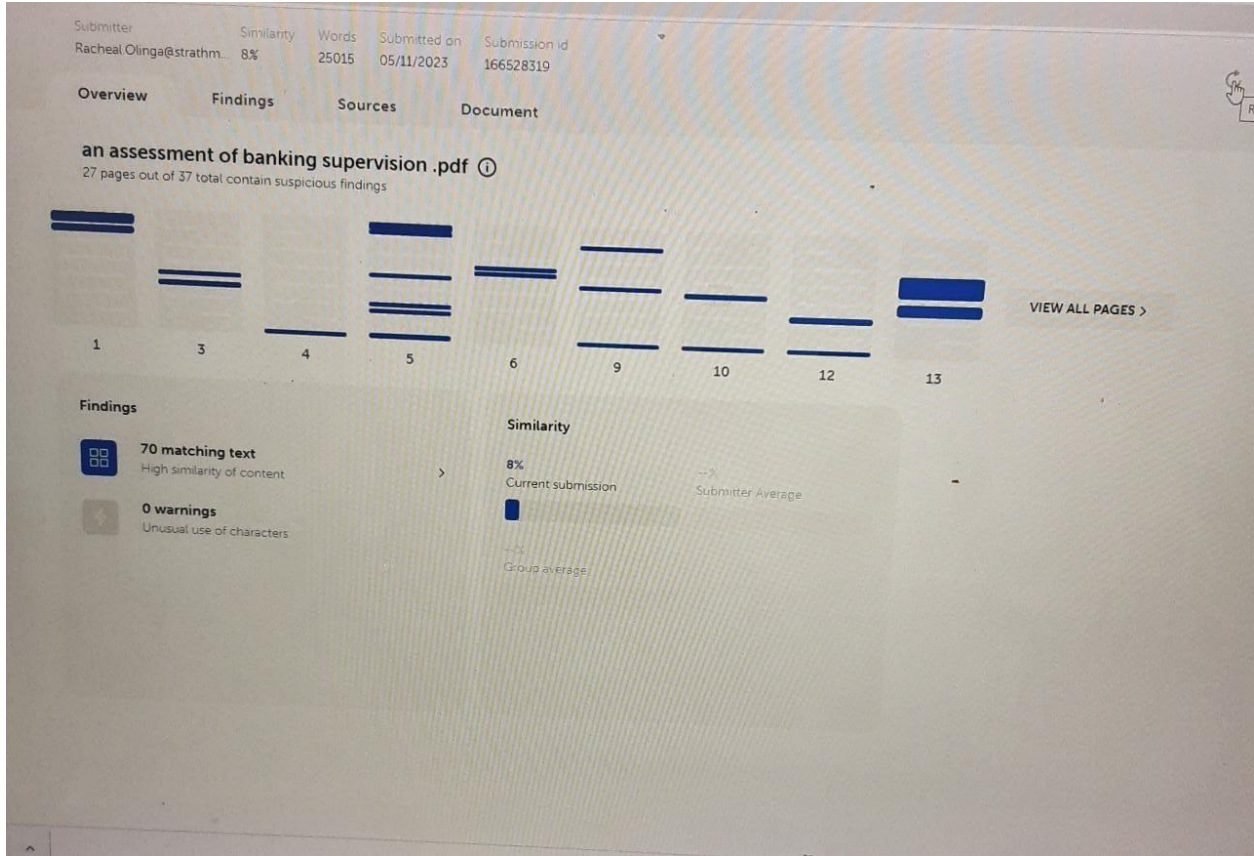 Submitter Similarity Words Submitted on Submission id
Racheal.Olinga@strathm... 8% 25015 05/11/2023 166528319
Overview Findings Sources Document
an assessment of banking supervision .pdf
27 pages out of 37 total contain suspicious findings
VIEW ALL PAGES >
1 3 4 5 6 9 10 12 13
Findings
70 matching text
High similarity of content
0 warnings
Unusual use of characters
Similarity
8%
Current submission
--%
Submitter Average
--%
Group average
R